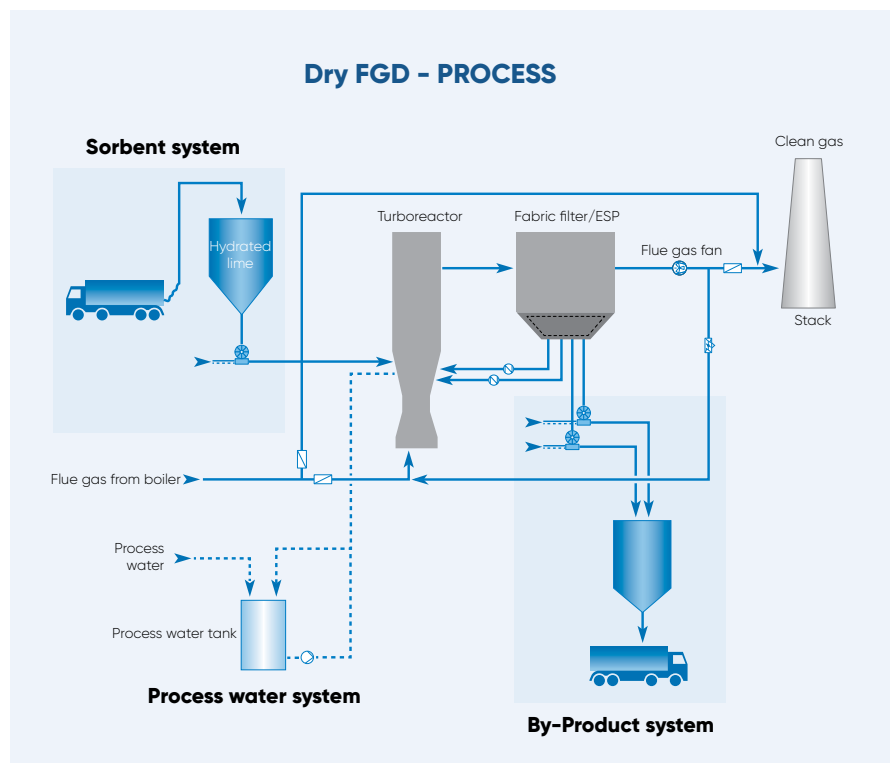 Dry FGD - PROCESS
Sorbent system
Clean gas
Turboreactor
Fabric filter/ESP
Flue gas fan
Hydrated
lime
Stack
Flue gas from boiler
Process
water
Process water tank
Process water system
By-Product system